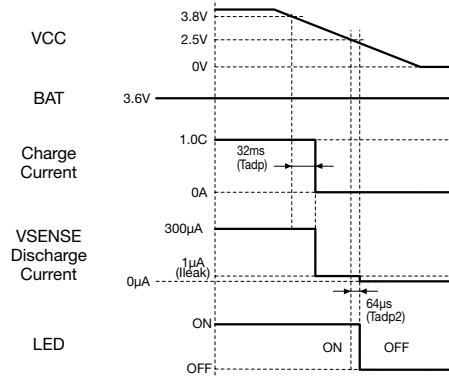 VCC
3.8V
2.5V
0V
BAT
3.6V
Charge
Current
1.0C
32ms
(Tadp)
0A
VSENSE
Discharge
Current
300µA
1µA
(Ileak)
0µA
64µs
(Tadp2)
LED
ON
ON
OFF
OFF